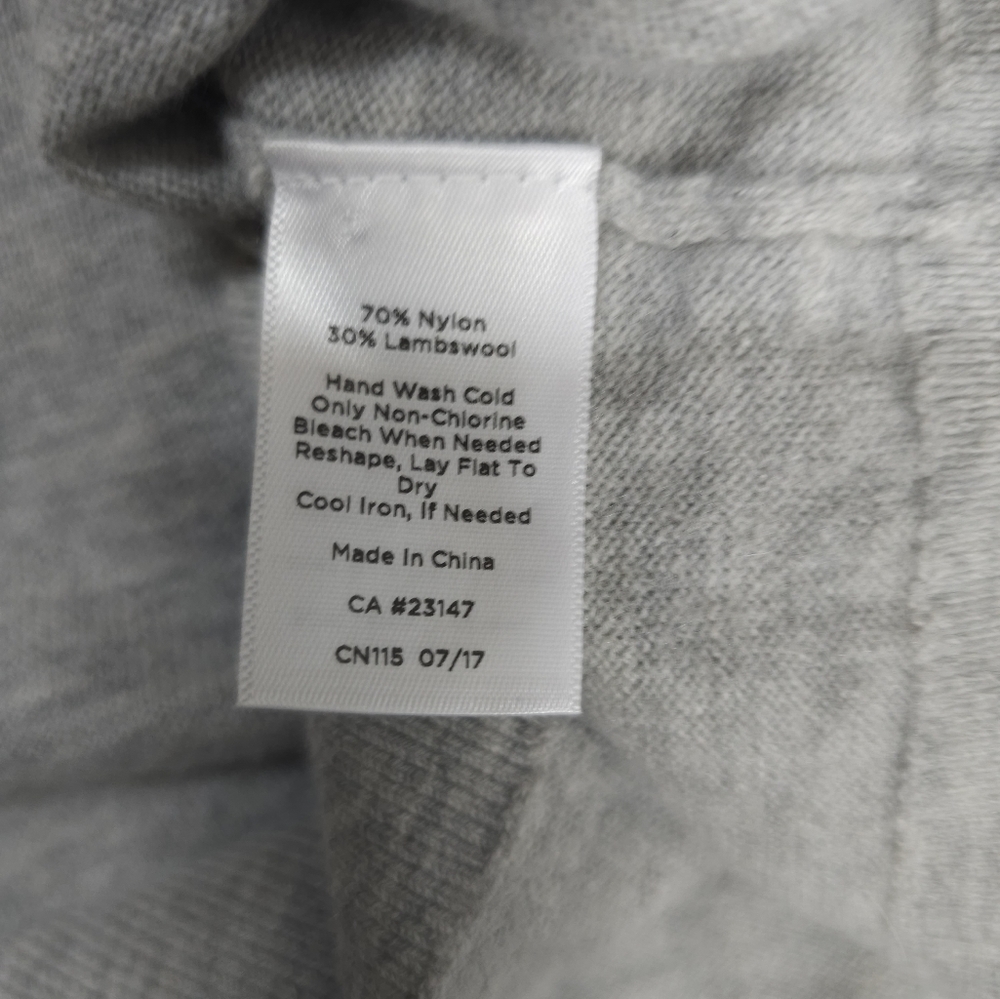 70% Nylon
30% Lambswool
Hand Wash Cold
Only Non-Chlorine
Bleach When Needed
Reshape, Lay Flat To
Dry
Cool Iron, If Needed
Made In China
CA #23147
CN115 07/17